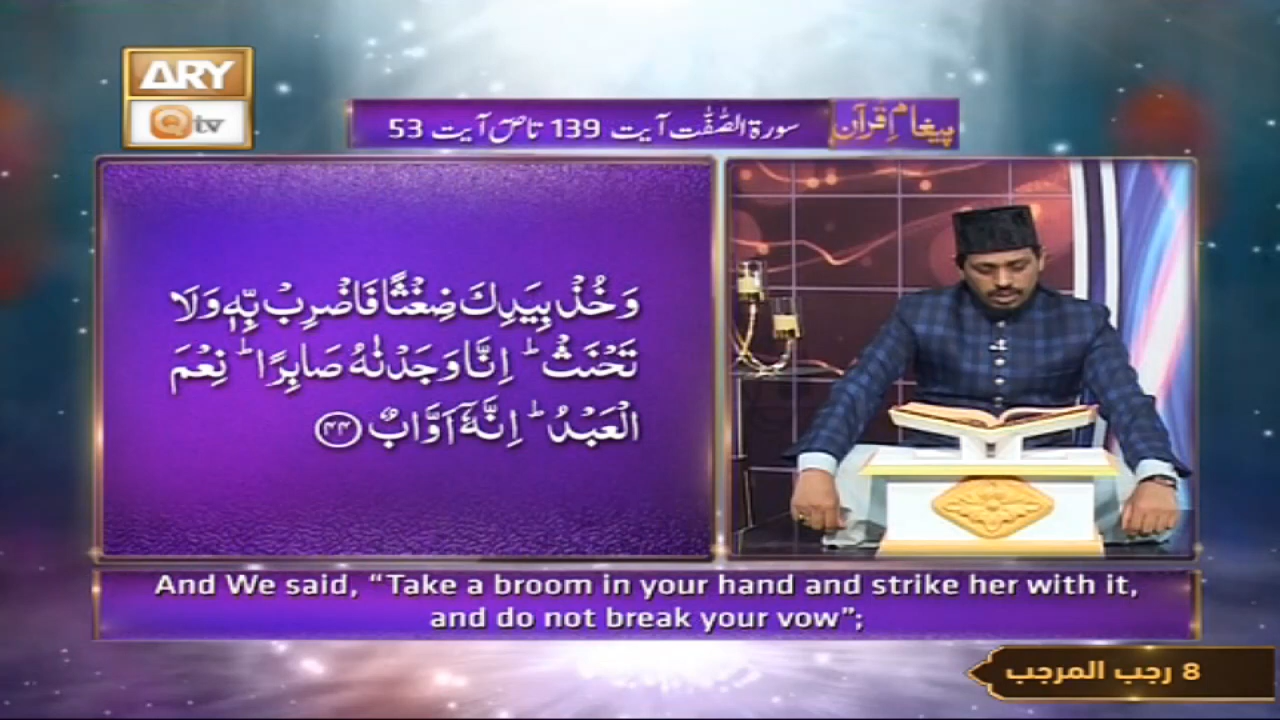 ARY
Qtv
پیغامِ قرآن
سورۃ الصّٰفّٰت آیت 139 تا صٓ آیت 53
وَخُذْ بِیَدِكَ ضِغْثًا فَاضْرِبْ بِّهٖ وَلَا
تَحْنَثْ ؕ اِنَّا وَجَدْنٰهُ صَابِرًا ؕ نِعْمَ
الْعَبْدُ ؕ اِنَّهٗۤ اَوَّابٌ ﴿۴۴﴾
And We said, “Take a broom in your hand and strike her with it,
and do not break your vow”;
8 رجب المرجب